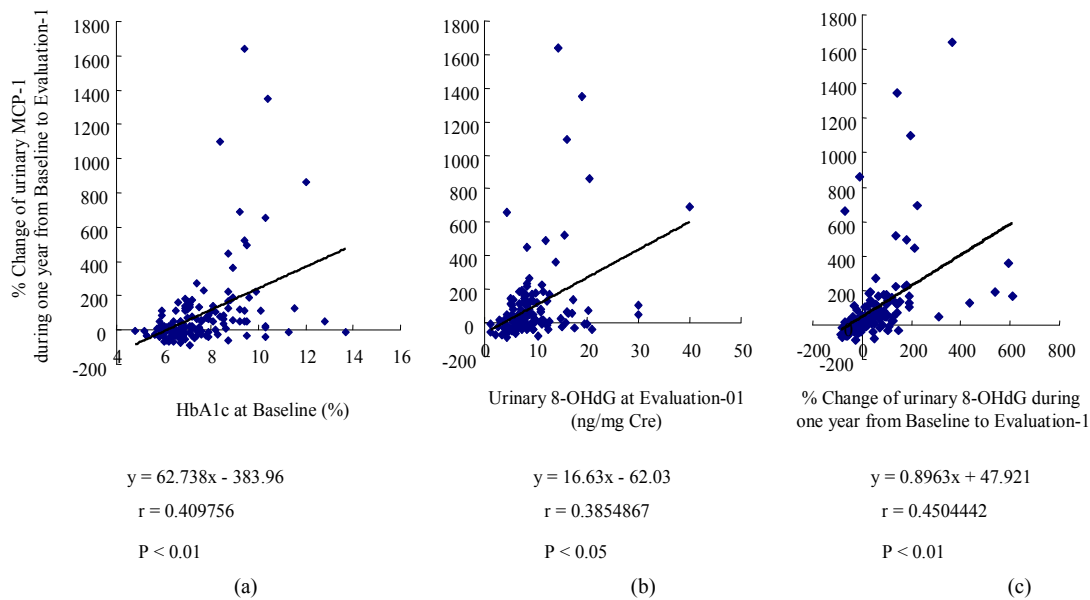 % Change of urinary MCP-1
during one year from Baseline to Evaluation-1
1800
1600
1400
1200
1000
800
600
400
200
0
-200
4
6
8
10
12
14
16
HbA1c at Baseline (%)
y = 62.738x - 383.96
r = 0.409756
P < 0.01
(a)
1800
1600
1400
1200
1000
800
600
400
200
0
-200
0
10
20
30
40
50
Urinary 8-OHdG at Evaluation-01
(ng/mg Cre)
y = 16.63x - 62.03
r = 0.3854867
P < 0.05
(b)
1800
1600
1400
1200
1000
800
600
400
200
0
-200
-200
0
200
400
600
800
% Change of urinary 8-OHdG during
one year from Baseline to Evaluation-1
y = 0.8963x + 47.921
r = 0.4504442
P < 0.01
(c)